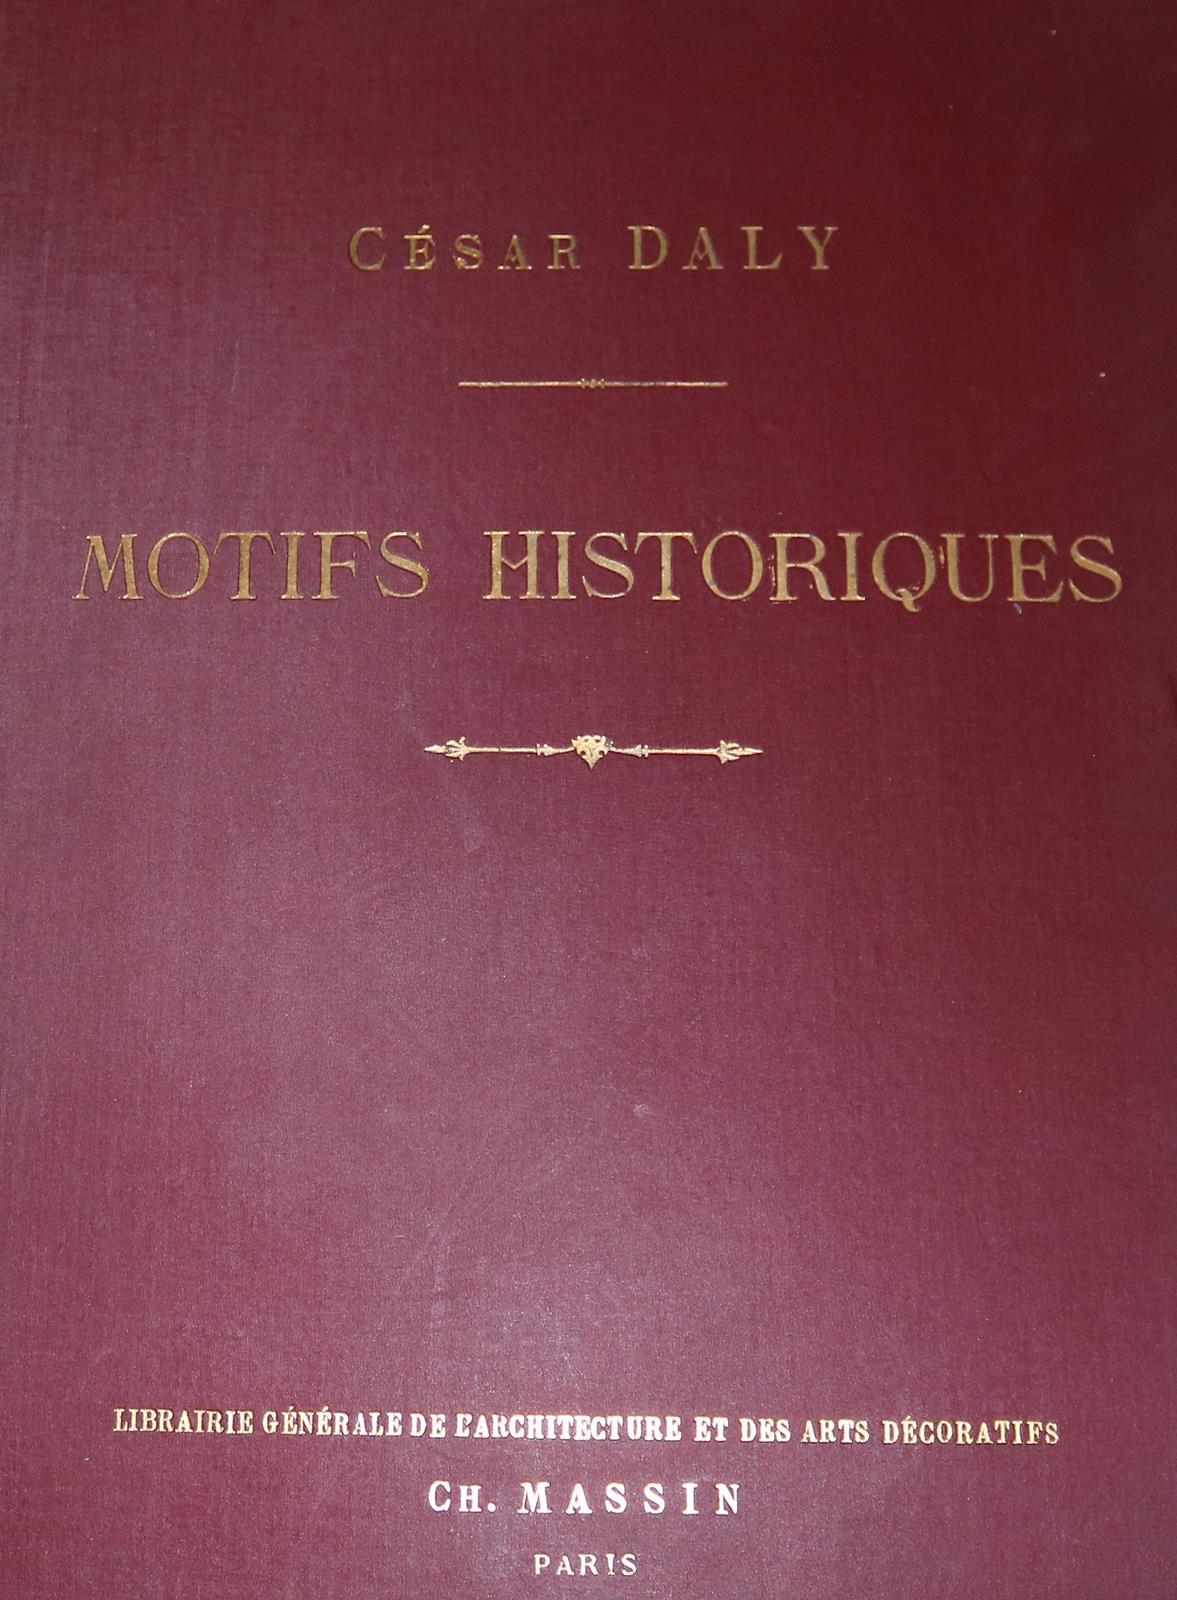 CÉSAR DALY
MOTIFS HISTORIQUES
LIBRAIRIE GÉNÉRALE DE L'ARCHITECTURE ET DES ARTS DÉCORATIFS
CH. MASSIN
PARIS